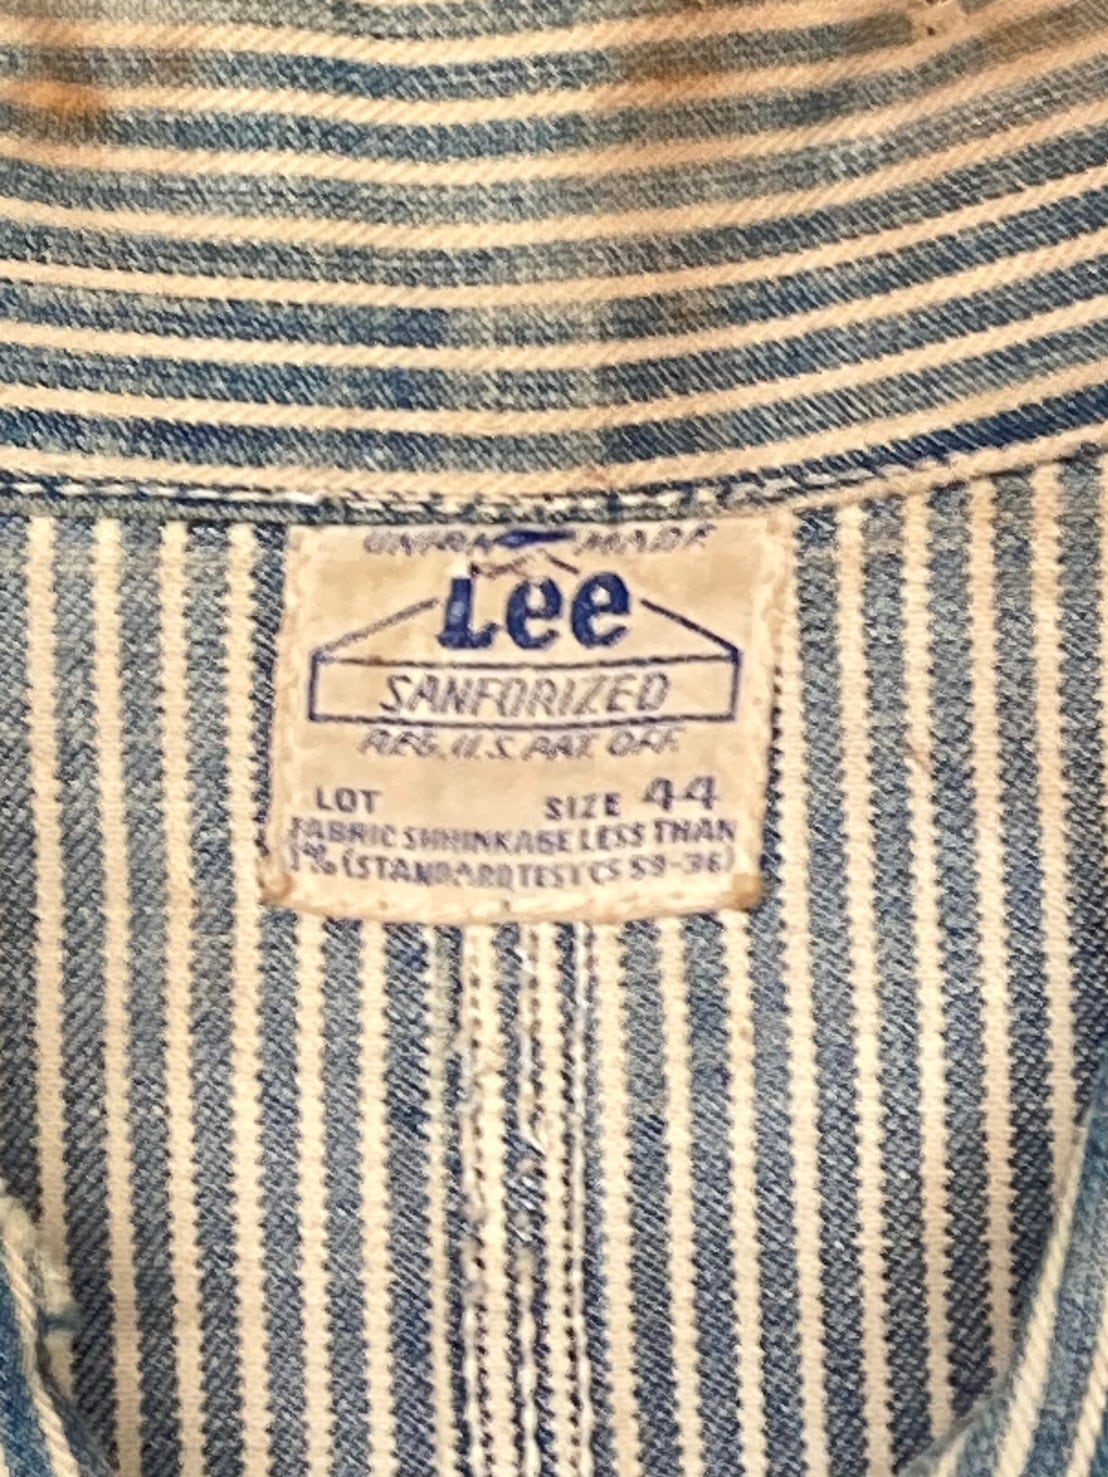 UNION MADE
Lee
SANFORIZED
REG. U.S. PAT. OFF.
LOT SIZE 44
FABRIC SHRINKAGE LESS THAN
1% (STANDARD TEST CS 59-36)